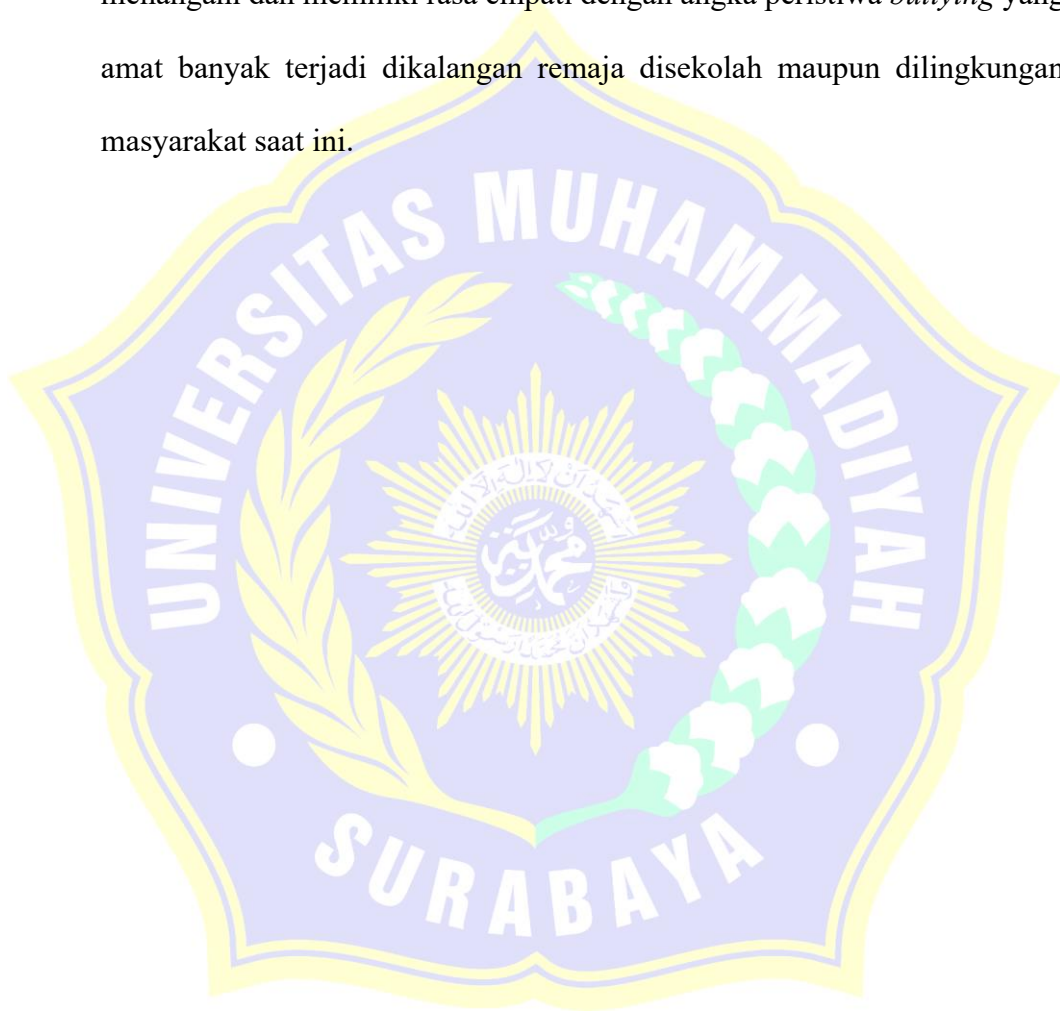 menangani dan memiliki rasa empati dengan angka peristiwa bullying yang
amat banyak terjadi dikalangan remaja disekolah maupun dilingkungan
masyarakat saat ini.
UNIVERSITAS MUHAMMADIYAH
محمد
SURABAYA